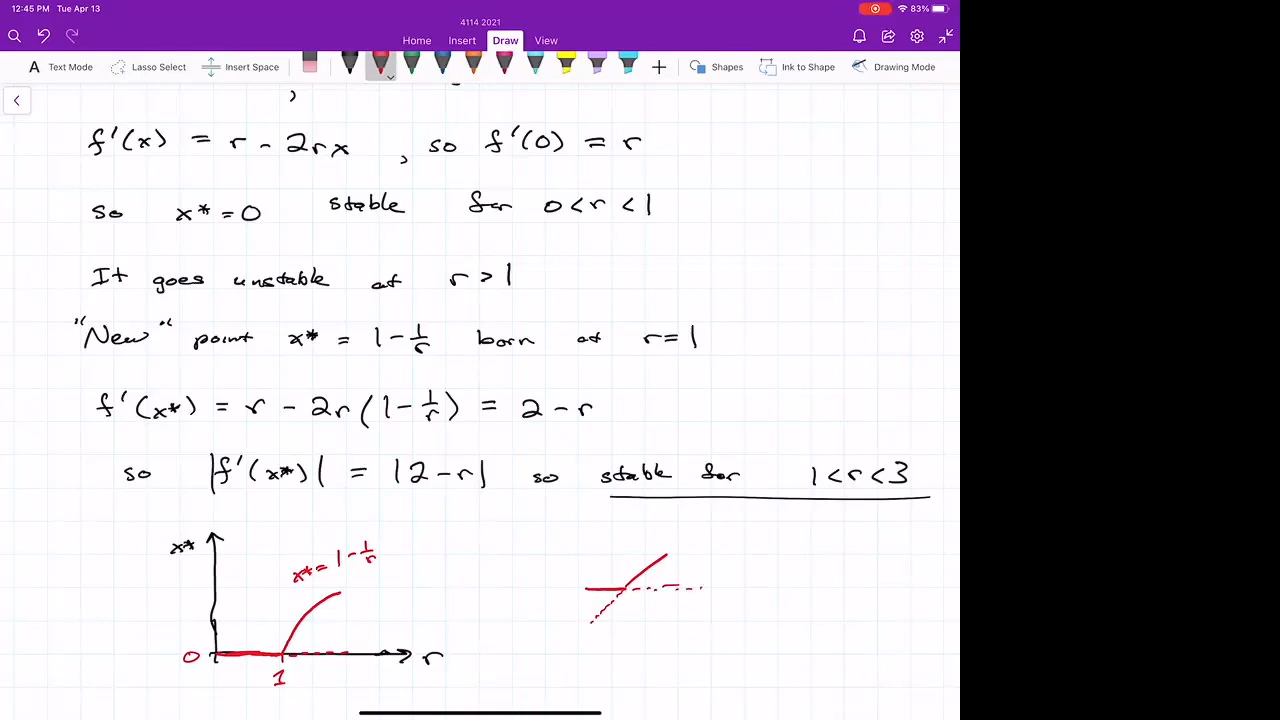 12:45 PM Tue Apr 13
83%
4114 2021
Home Insert Draw View
Text Mode Lasso Select Insert Space Shapes Ink to Shape Drawing Mode
f'(x) = r - 2rx , so f'(0) = r
so x* = 0 stable for 0 < r < 1
It goes unstable at r > 1
"New" point x* = 1 - 1/r born at r = 1
f'(x*) = r - 2r(1 - 1/r) = 2 - r
so |f'(x*)| = |2 - r| so stable for 1 < r < 3
x*
x* = 1 - 1/r
0
r
1